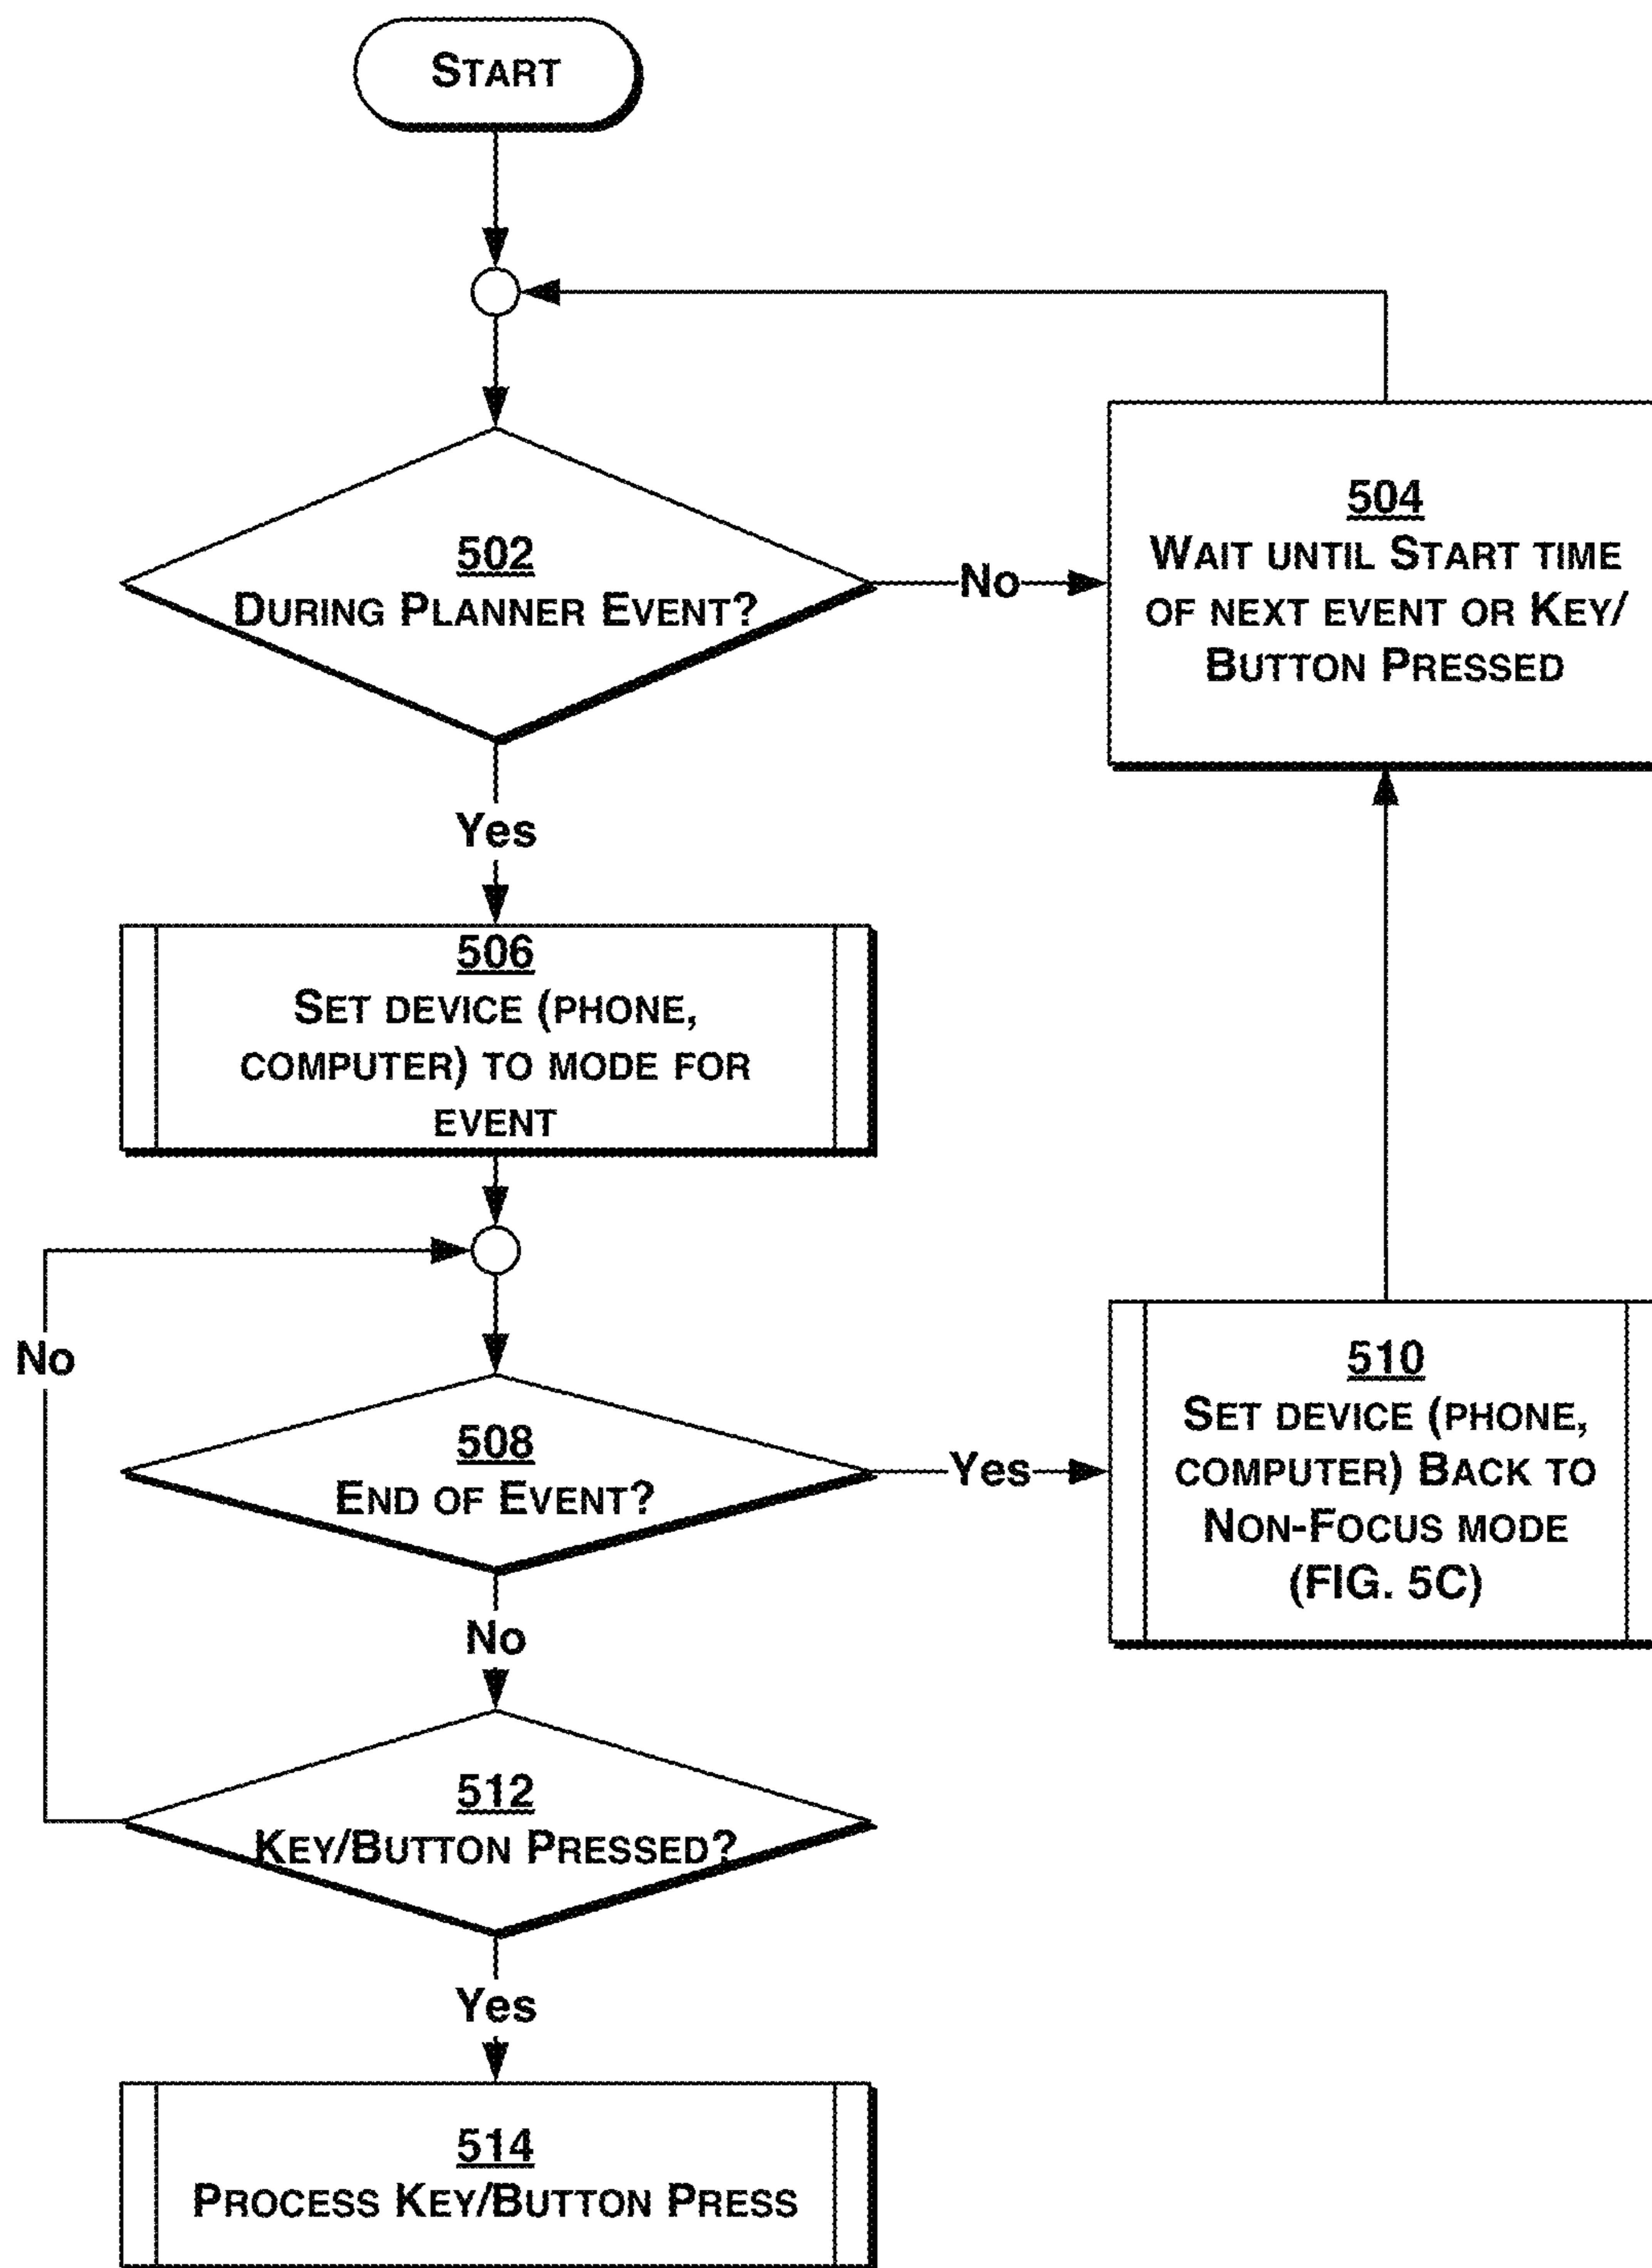 START
502
DURING PLANNER EVENT?
No
504
WAIT UNTIL START TIME
OF NEXT EVENT OR KEY/
BUTTON PRESSED
Yes
506
SET DEVICE (PHONE,
COMPUTER) TO MODE FOR
EVENT
No
508
END OF EVENT?
Yes
510
SET DEVICE (PHONE,
COMPUTER) BACK TO
NON-FOCUS MODE
(FIG. 5C)
No
512
KEY/BUTTON PRESSED?
Yes
514
PROCESS KEY/BUTTON PRESS